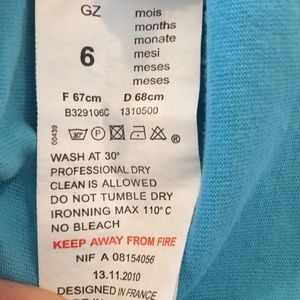 GZ
mois
months
monate
mesi
meses
meses
6
F 67cm D 68cm
B329106C 1310500
00439
30°
P
WASH AT 30°
PROFESSIONAL DRY
CLEAN IS ALLOWED
DO NOT TUMBLE DRY
IRONNING MAX 110° C
NO BLEACH
KEEP AWAY FROM FIRE
NIF A 08154056
13.11.2010
DESIGNED IN FRANCE